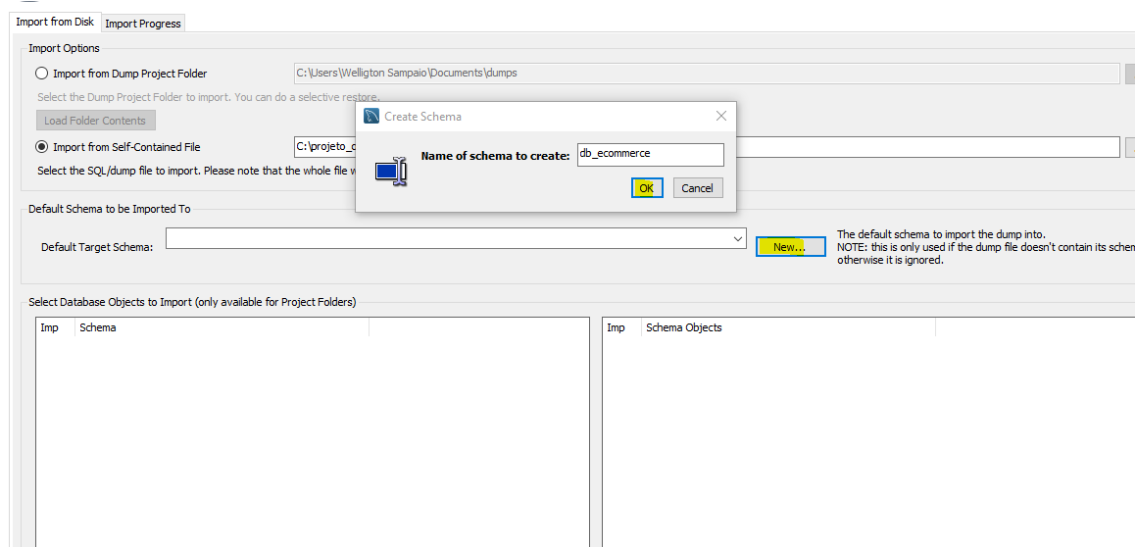 Import from Disk Import Progress
Import Options
Import from Dump Project Folder C:\Users\Welligton Sampaio\Documents\dumps
Select the Dump Project Folder to import. You can do a selective restore.
Load Folder Contents
Create Schema
Name of schema to create: db_ecommerce
OK Cancel
Import from Self-Contained File
Select the SQL/dump file to import. Please note that the whole file
Default Schema to be Imported To
Default Target Schema: New...
The default schema to import the dump into.
NOTE: this is only used if the dump file doesn't contain its
otherwise it is ignored.
Select Database Objects to Import (only available for Project Folders)
Imp Schema Imp Schema Objects